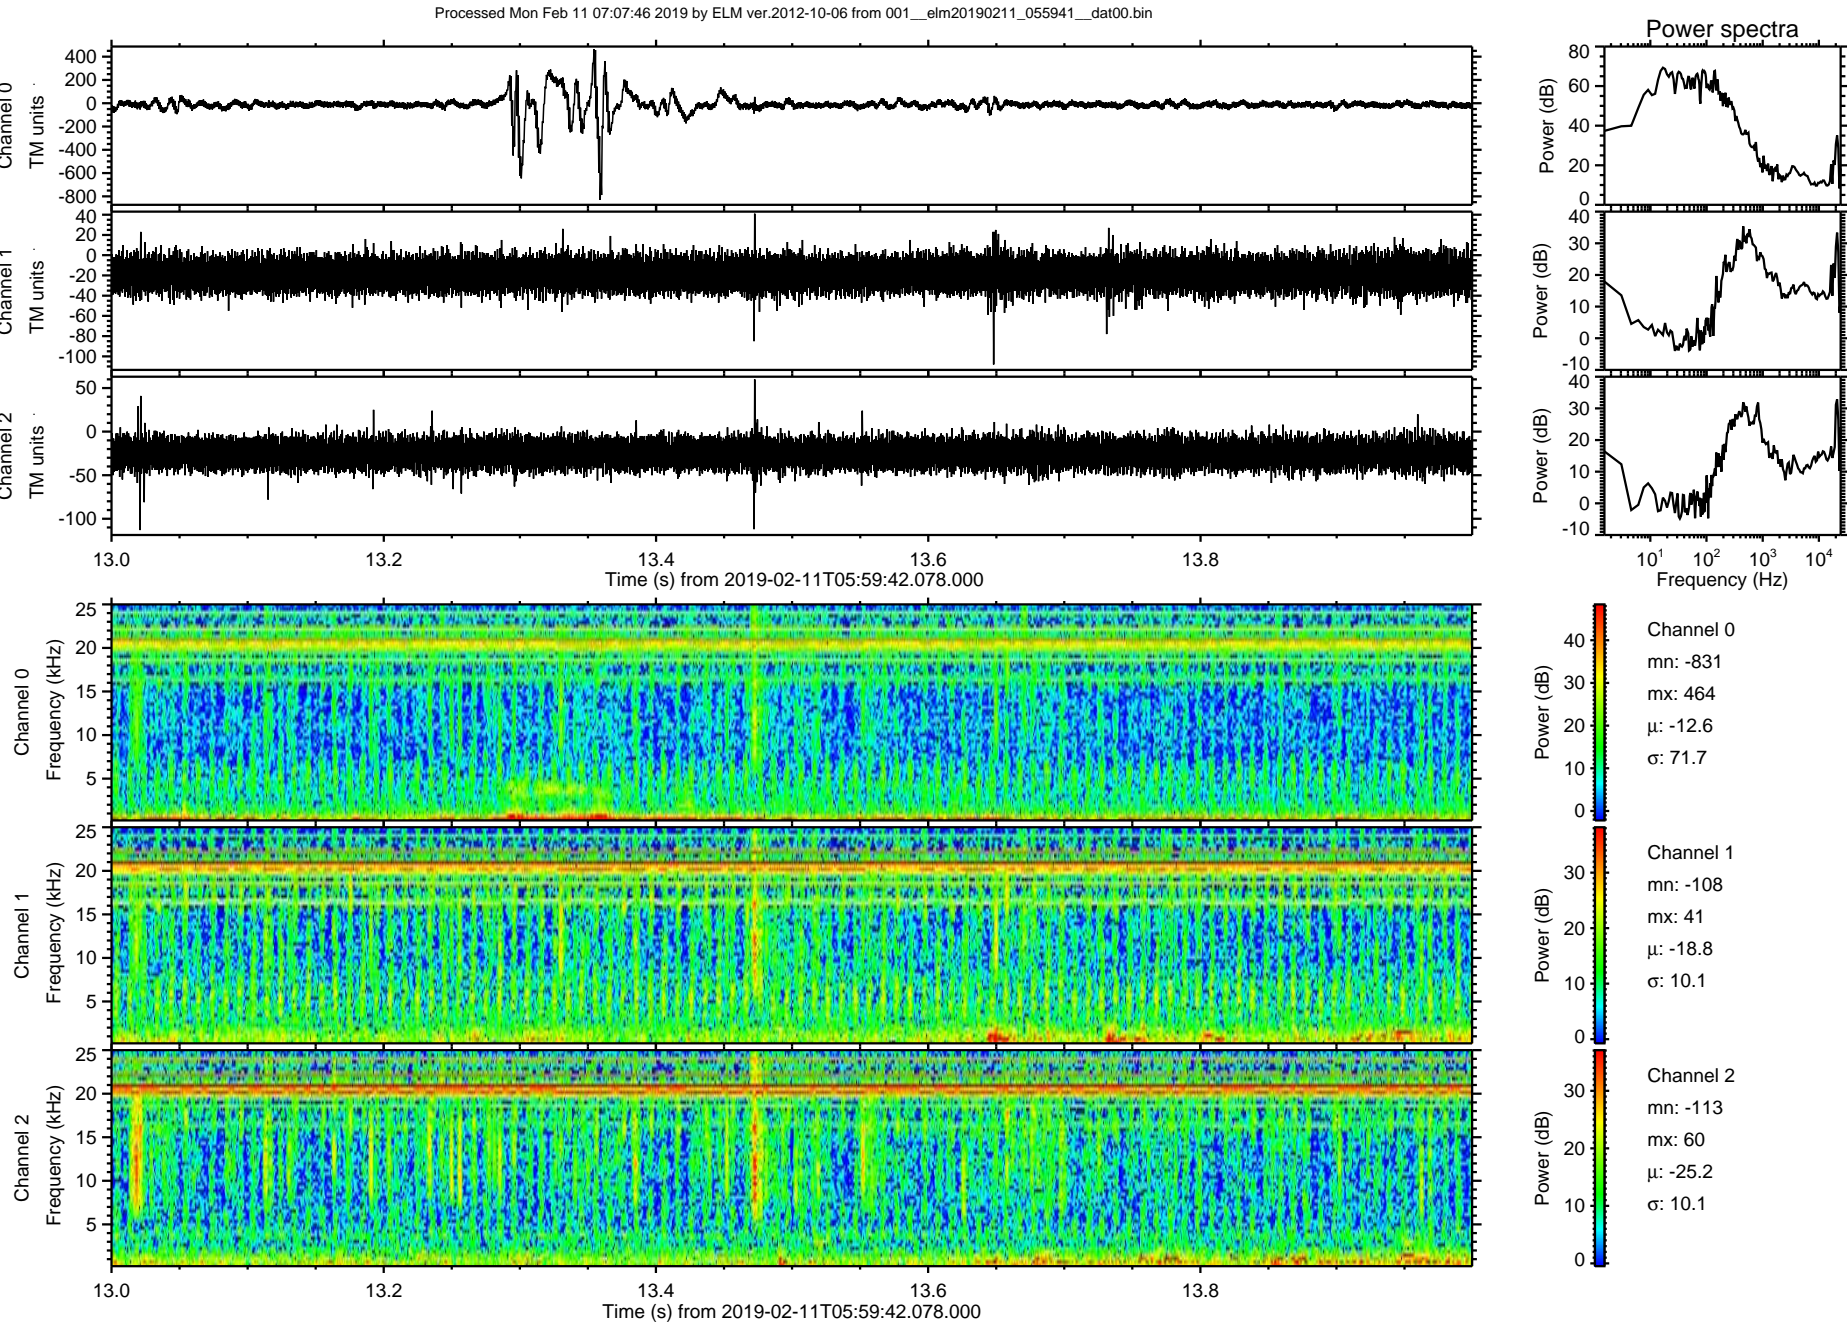 Processed Mon Feb 11 07:07:46 2019 by ELM ver.2012-10-06 from 001__elm20190211_055941__dat00.bin
Power spectra
Channel 0
TM units
400
200
0
-200
-400
-600
-800
Power (dB)
80
60
40
20
0
Channel 1
TM units
40
20
0
-20
-40
-60
-80
-100
Power (dB)
40
30
20
10
0
-10
Channel 2
TM units
50
0
-50
-100
Power (dB)
40
30
20
10
0
-10
13.0 13.2 13.4 13.6 13.8
Time (s) from 2019-02-11T05:59:42.078.000
10¹ 10² 10³ 10⁴
Frequency (Hz)
Channel 0
Frequency (kHz)
25
20
15
10
5
Power (dB)
40
30
20
10
0
Channel 0
mn: -831
mx: 464
μ: -12.6
σ: 71.7
Channel 1
Frequency (kHz)
25
20
15
10
5
Power (dB)
30
20
10
0
Channel 1
mn: -108
mx: 41
μ: -18.8
σ: 10.1
Channel 2
Frequency (kHz)
25
20
15
10
5
Power (dB)
30
20
10
0
Channel 2
mn: -113
mx: 60
μ: -25.2
σ: 10.1
13.0 13.2 13.4 13.6 13.8
Time (s) from 2019-02-11T05:59:42.078.000